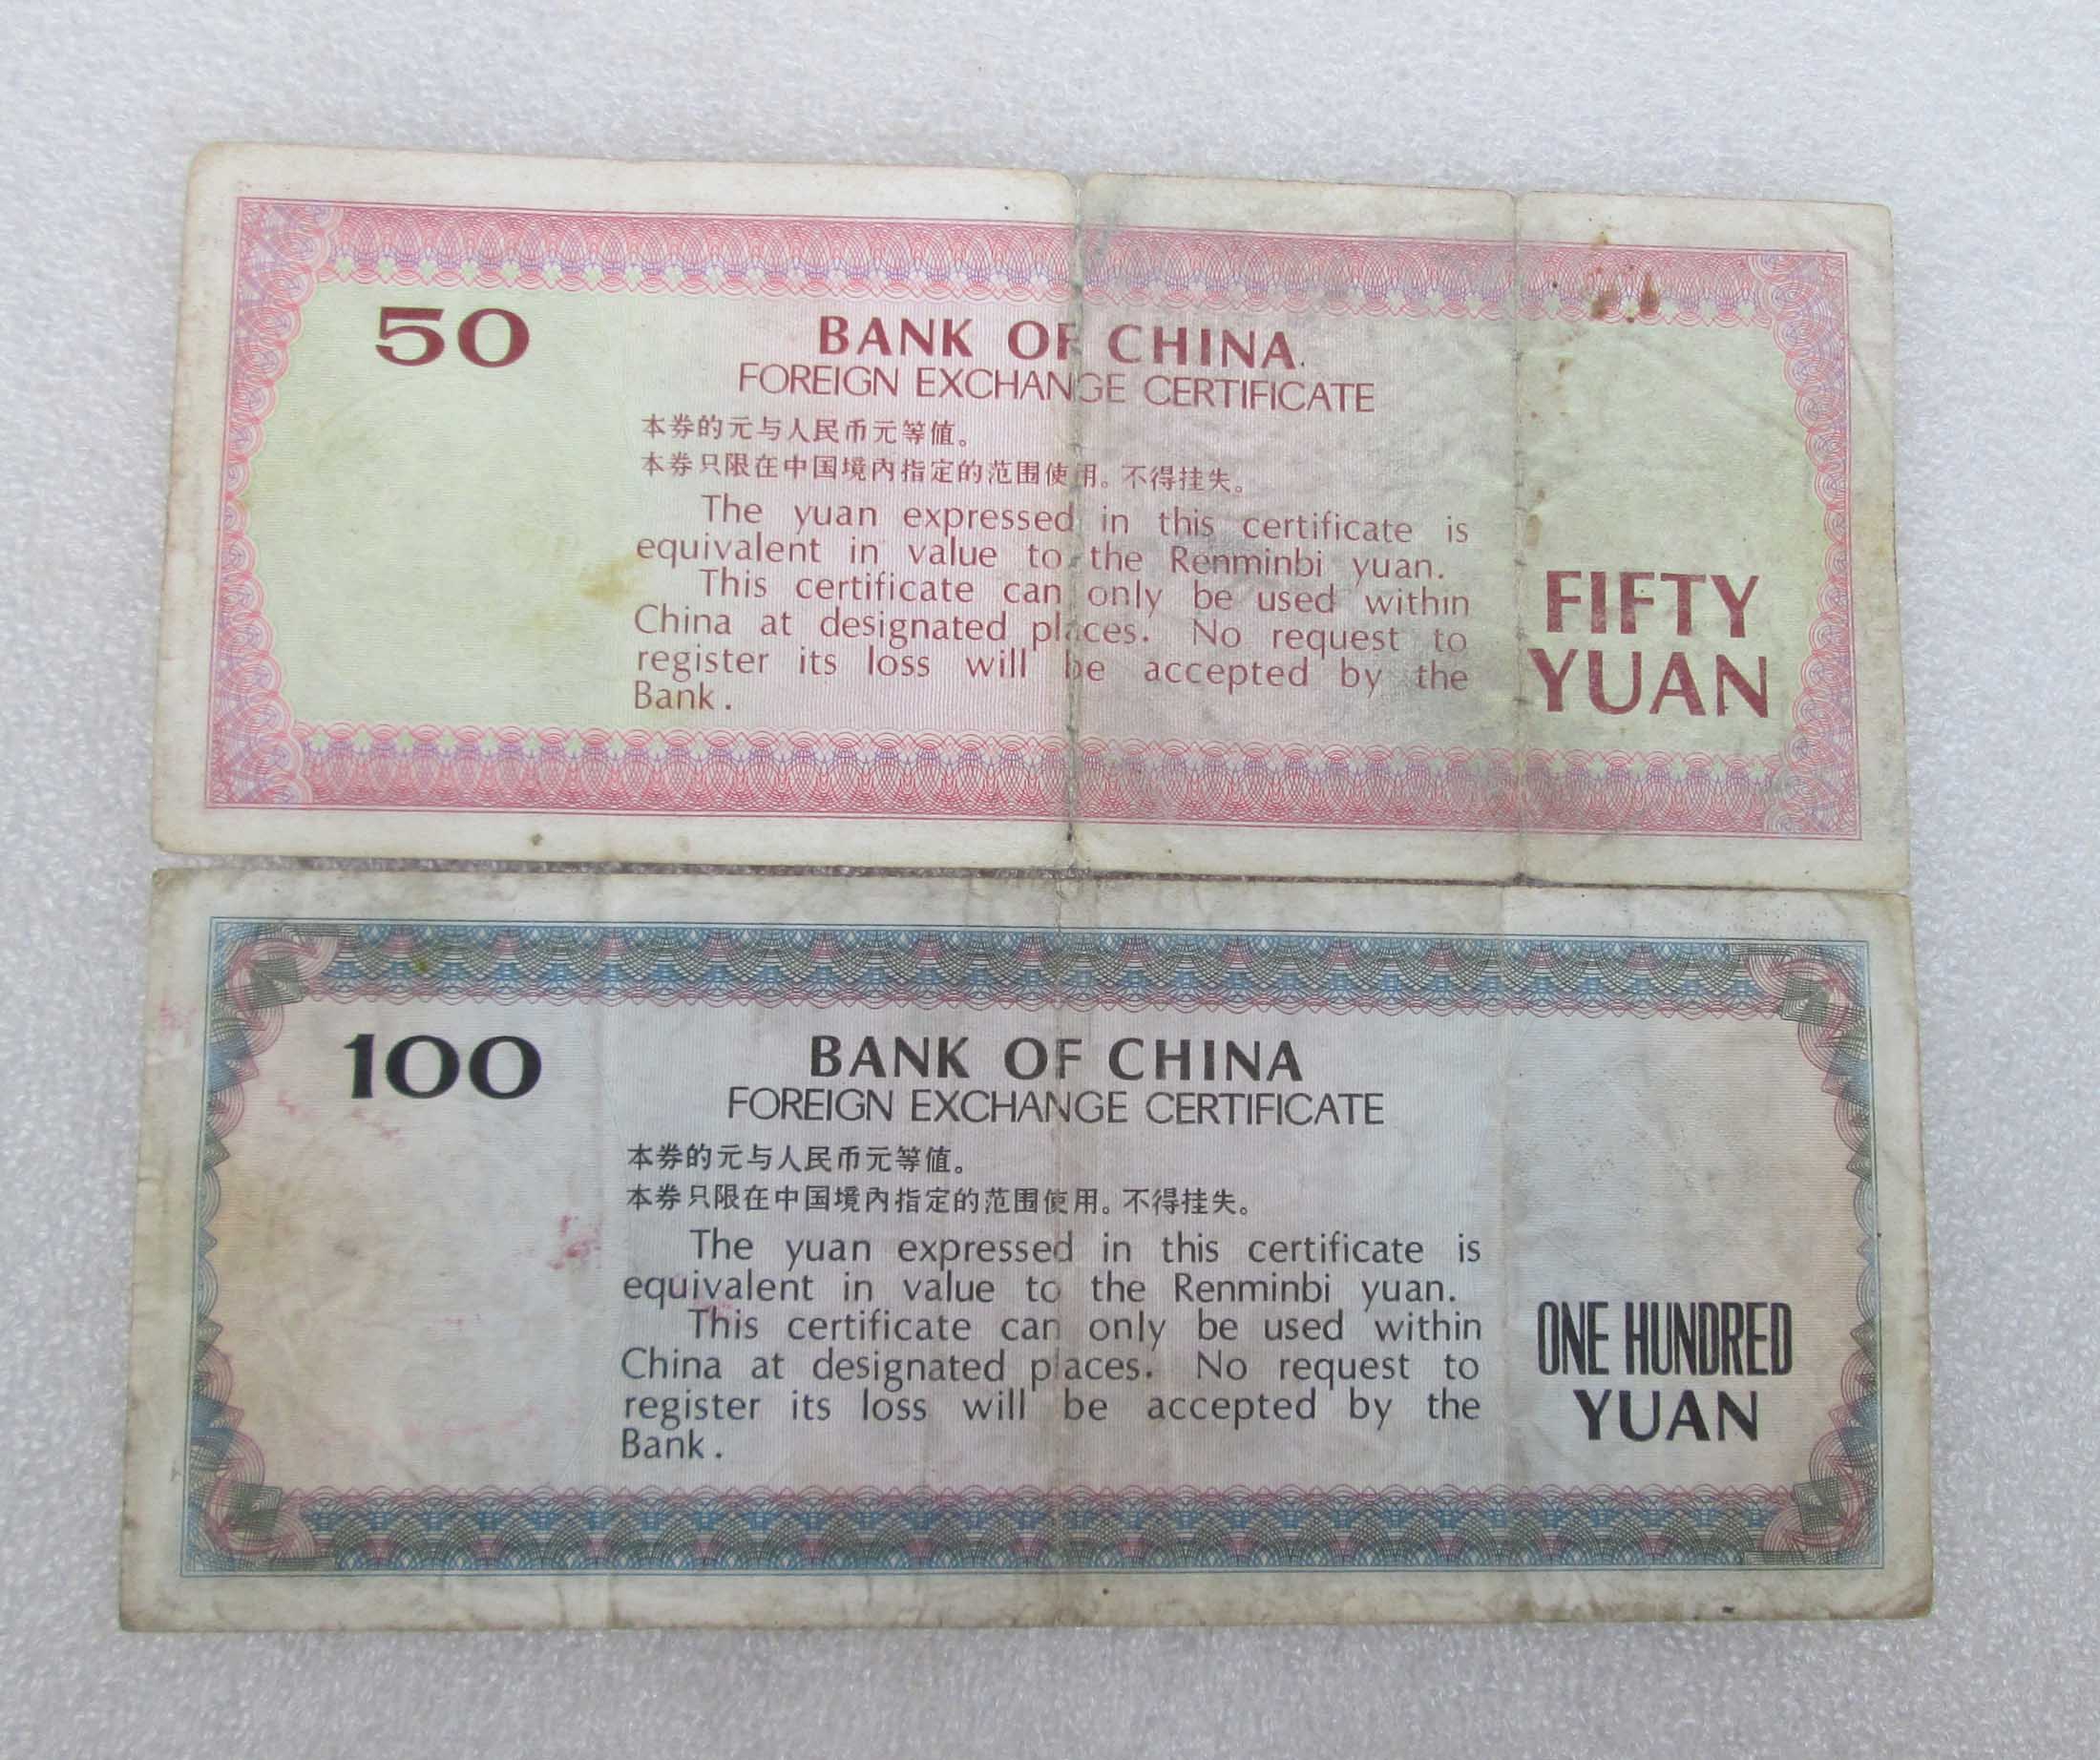 50
BANK OF CHINA
FOREIGN EXCHANGE CERTIFICATE
本券的元与人民币元等值。
本券只限在中国境内指定的范围使用。不得挂失。
The yuan expressed in this certificate is
equivalent in value to the Renminbi yuan.
This certificate can only be used within
China at designated places. No request to
register its loss will be accepted by the
Bank.
FIFTY
YUAN
100
BANK OF CHINA
FOREIGN EXCHANGE CERTIFICATE
本券的元与人民币元等值。
本券只限在中国境内指定的范围使用。不得挂失。
The yuan expressed in this certificate is
equivalent in value to the Renminbi yuan.
This certificate can only be used within
China at designated places. No request to
register its loss will be accepted by the
Bank.
ONE HUNDRED
YUAN